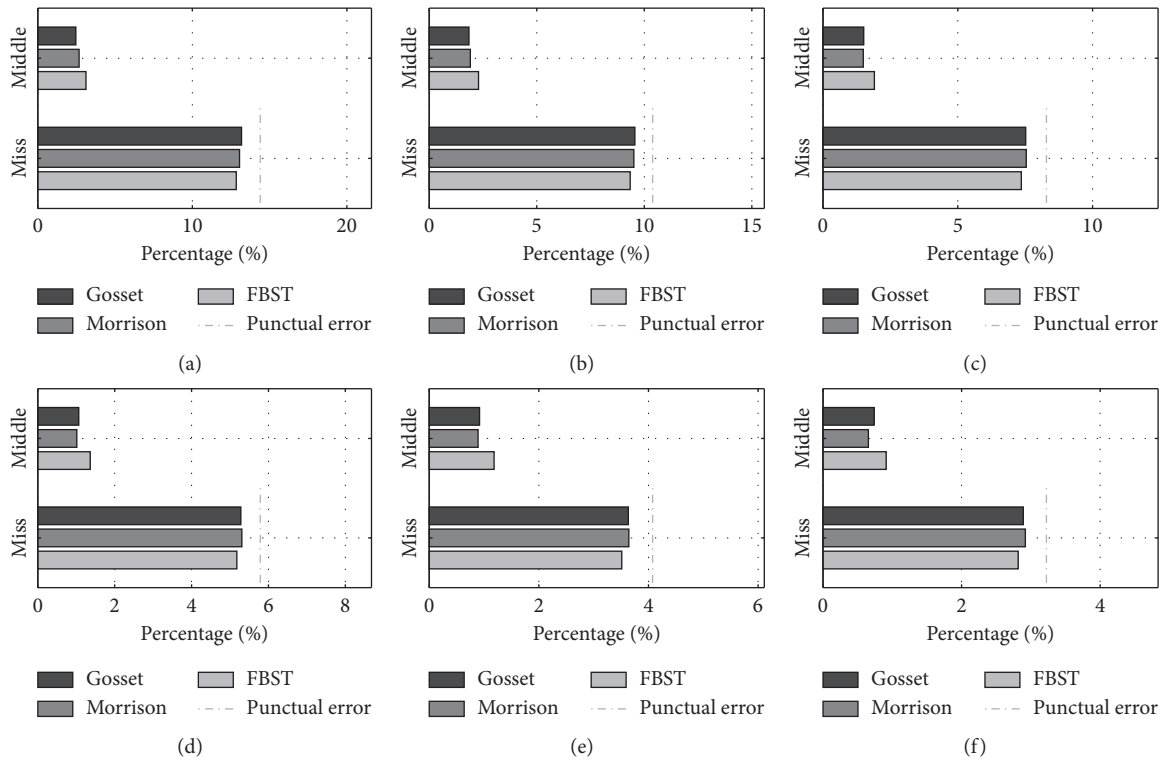 Middle
Miss
0 10 20
Percentage (%)
Gosset FBST
Morrison Punctual error
(a)
Middle
Miss
0 5 10 15
Percentage (%)
Gosset FBST
Morrison Punctual error
(b)
Middle
Miss
0 5 10
Percentage (%)
Gosset FBST
Morrison Punctual error
(c)
Middle
Miss
0 2 4 6 8
Percentage (%)
Gosset FBST
Morrison Punctual error
(d)
Middle
Miss
0 2 4 6
Percentage (%)
Gosset FBST
Morrison Punctual error
(e)
Middle
Miss
0 2 4
Percentage (%)
Gosset FBST
Morrison Punctual error
(f)